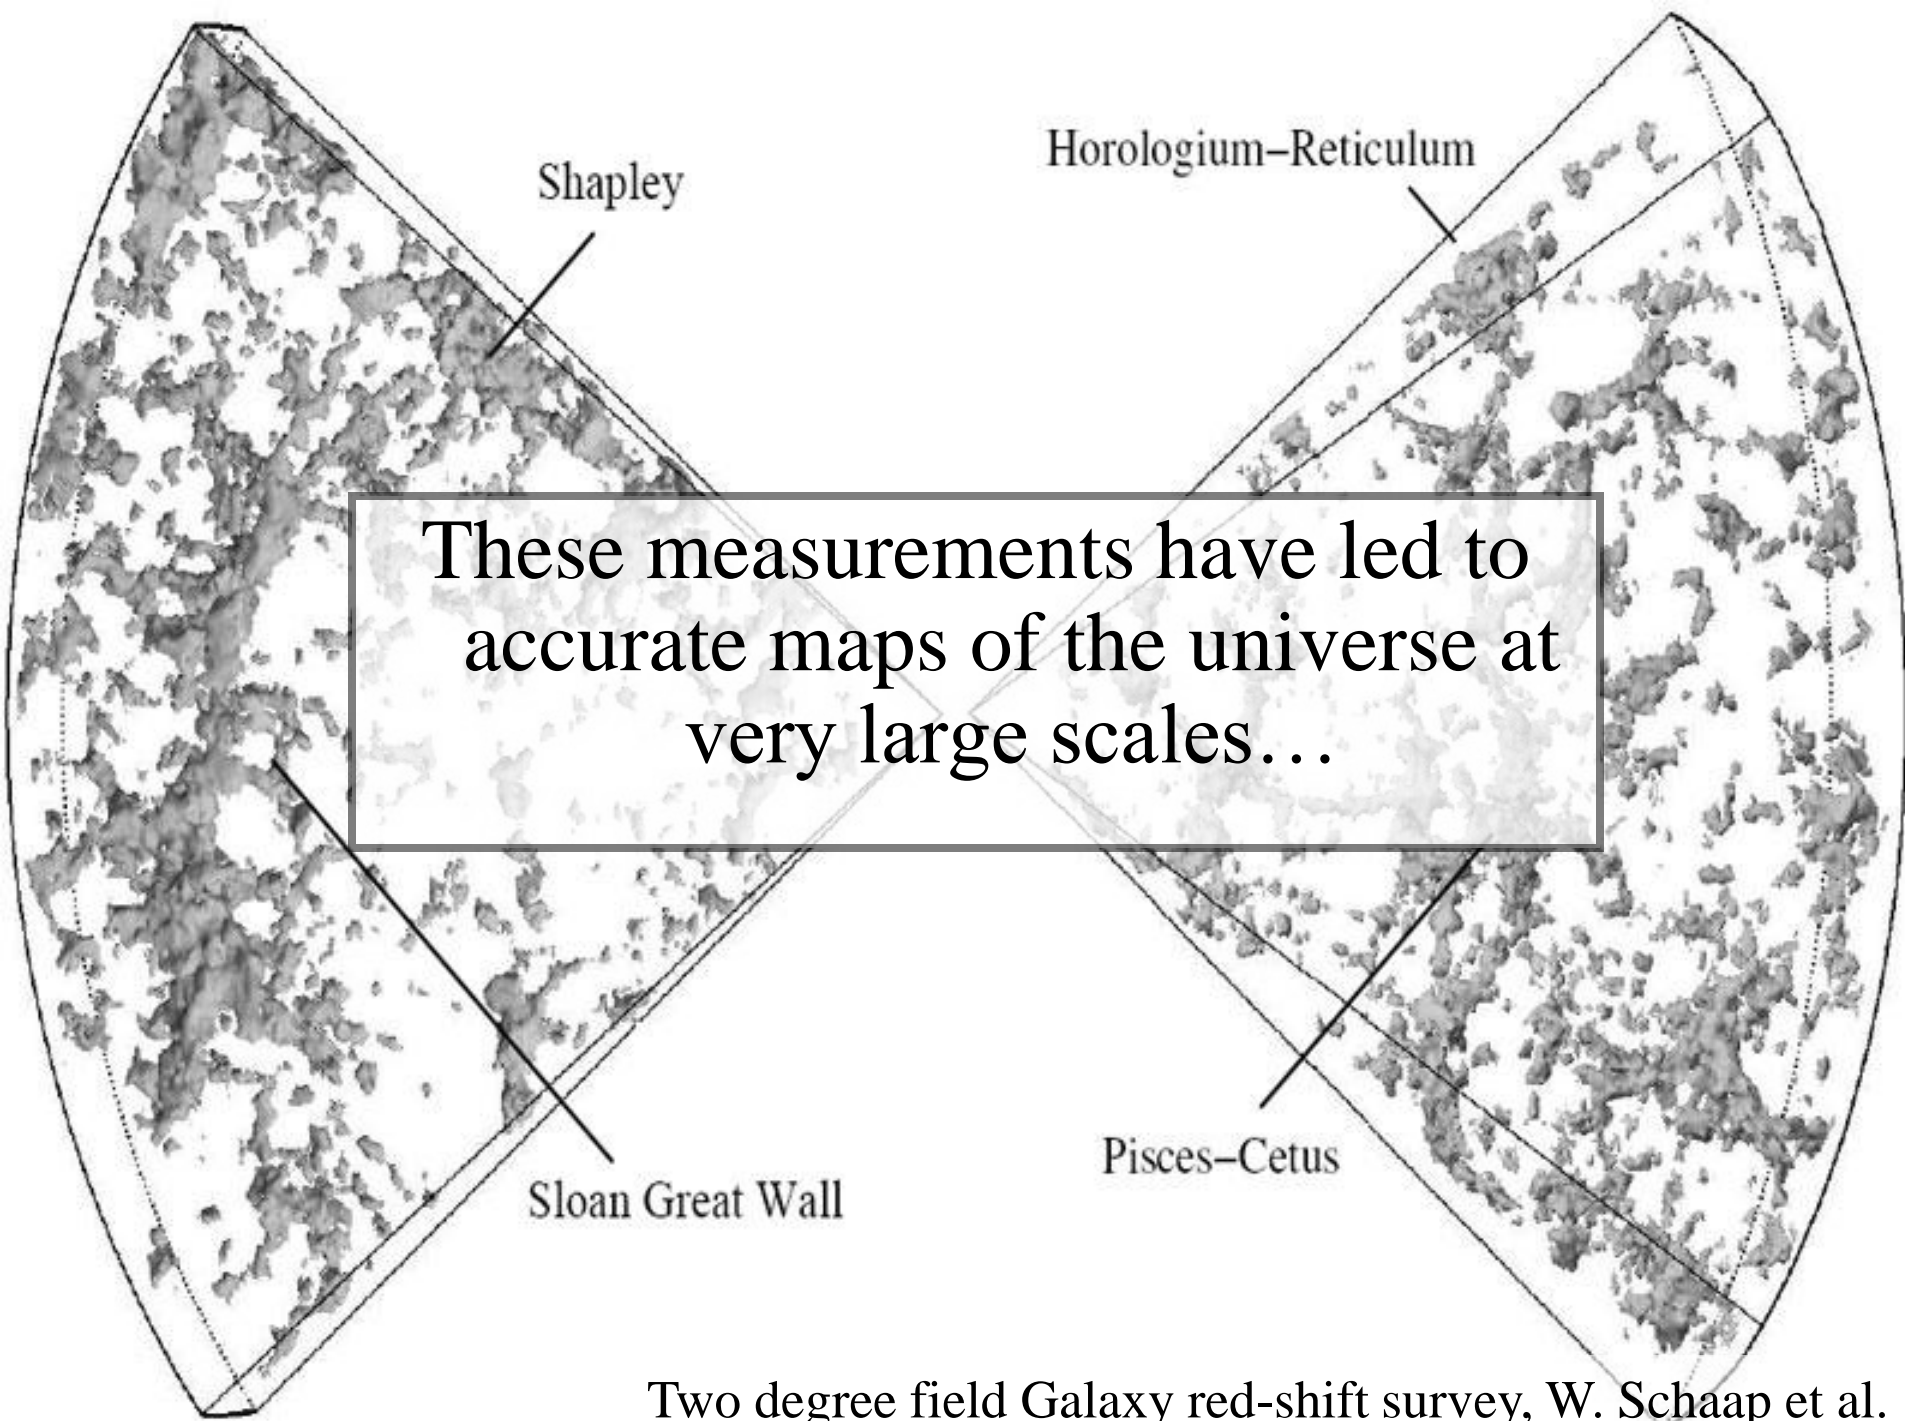 Horologium–Reticulum
Shapley
These measurements have led to
accurate maps of the universe at
very large scales…
Pisces–Cetus
Sloan Great Wall
Two degree field Galaxy red-shift survey, W. Schaap et al.